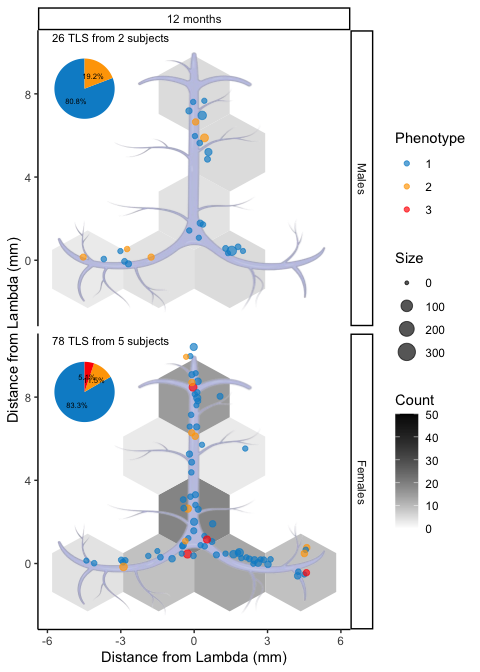 12 months
26 TLS from 2 subjects
19.2%
80.8%
Males
8
4
0
78 TLS from 5 subjects
83.3%
Females
8
4
0
-6 -3 0 3 6
Distance from Lambda (mm)
Distance from Lambda (mm)
Phenotype
1
2
3
Size
0
100
200
300
Count
50
40
30
20
10
0